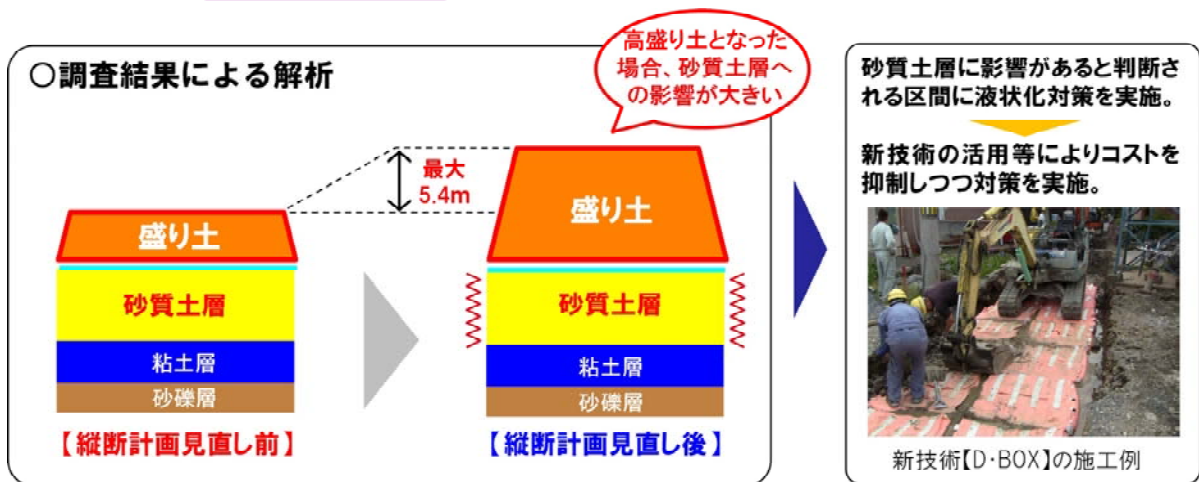 ○調査結果による解析
高盛り土となった
場合、砂質土層へ
の影響が大きい
最大
5.4m
盛り土
砂質土層
粘土層
砂礫層
【縦断計画見直し前】
盛り土
砂質土層
粘土層
砂礫層
【縦断計画見直し後】
砂質土層に影響があると判断さ
れる区間に液状化対策を実施。
新技術の活用等によりコストを
抑制しつつ対策を実施。
新技術【D・BOX】の施工例